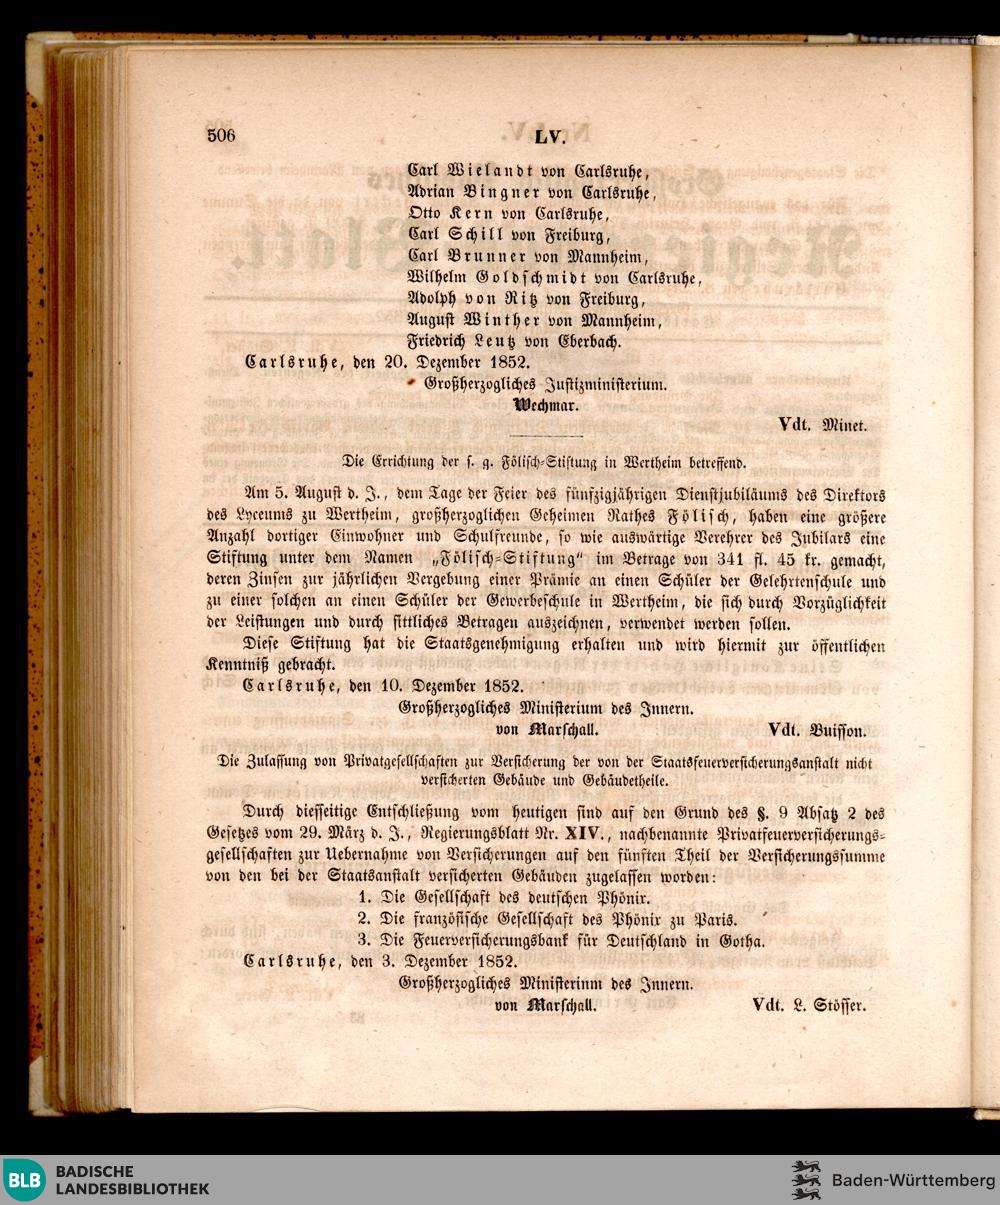 506
LV.
Carl Wielandt von Carlsruhe,
Adrian Bingner von Carlsruhe,
Otto Kern von Carlsruhe,
Carl Schill von Freiburg,
Carl Brunner von Mannheim,
Wilhelm Goldschmidt von Carlsruhe,
Adolph von Ritz von Freiburg,
August Winther von Mannheim,
Friedrich Leutz von Eberbach.
Carlsruhe, den 20. Dezember 1852.
Großherzogliches Justizministerium.
Wechmar.
Vdt. Minet.
Die Errichtung der s. g. Fölisch-Stiftung in Wertheim betreffend.
Am 5. August d. J., dem Tage der Feier des fünfzigjährigen Dienstjubiläums des Direktors
des Lyceums zu Wertheim, großherzoglichen Geheimen Rathes Fölisch, haben eine größere
Anzahl dortiger Einwohner und Schulfreunde, so wie auswärtige Verehrer des Jubilars eine
Stiftung unter dem Namen „Fölisch-Stiftung“ im Betrage von 341 fl. 45 kr. gemacht,
deren Zinsen zur jährlichen Vergebung einer Prämie an einen Schüler der Gelehrtenschule und
zu einer solchen an einen Schüler der Gewerbeschule in Wertheim, die sich durch Vorzüglichkeit
der Leistungen und durch sittliches Betragen auszeichnen, verwendet werden sollen.
Diese Stiftung hat die Staatsgenehmigung erhalten und wird hiermit zur öffentlichen
Kenntniß gebracht.
Carlsruhe, den 10. Dezember 1852.
Großherzogliches Ministerium des Innern.
von Marschall.
Vdt. Buisson.
Die Zulassung von Privatgesellschaften zur Versicherung der von der Staatsfeuerversicherungsanstalt nicht
versicherten Gebäude und Gebäudetheile.
Durch diesseitige Entschließung vom heutigen sind auf den Grund des §. 9 Absatz 2 des
Gesetzes vom 29. März d. J., Regierungsblatt Nr. XIV., nachbenannte Privatfeuerversicherungs-
gesellschaften zur Uebernahme von Versicherungen auf den fünften Theil der Versicherungssumme
von den bei der Staatsanstalt versicherten Gebäuden zugelassen worden:
1. Die Gesellschaft des deutschen Phönix.
2. Die französische Gesellschaft des Phönix zu Paris.
3. Die Feuerversicherungsbank für Deutschland in Gotha.
Carlsruhe, den 3. Dezember 1852.
Großherzogliches Ministerium des Innern.
von Marschall.
Vdt. L. Stösser.
BLB
BADISCHE
LANDESBIBLIOTHEK
Baden-Württemberg